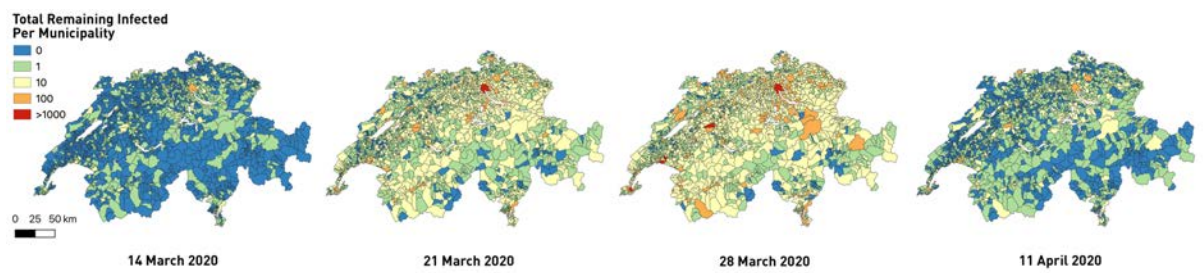 Total Remaining Infected
Per Municipality
0
1
10
100
>1000
0 25 50 km
14 March 2020
21 March 2020
28 March 2020
11 April 2020